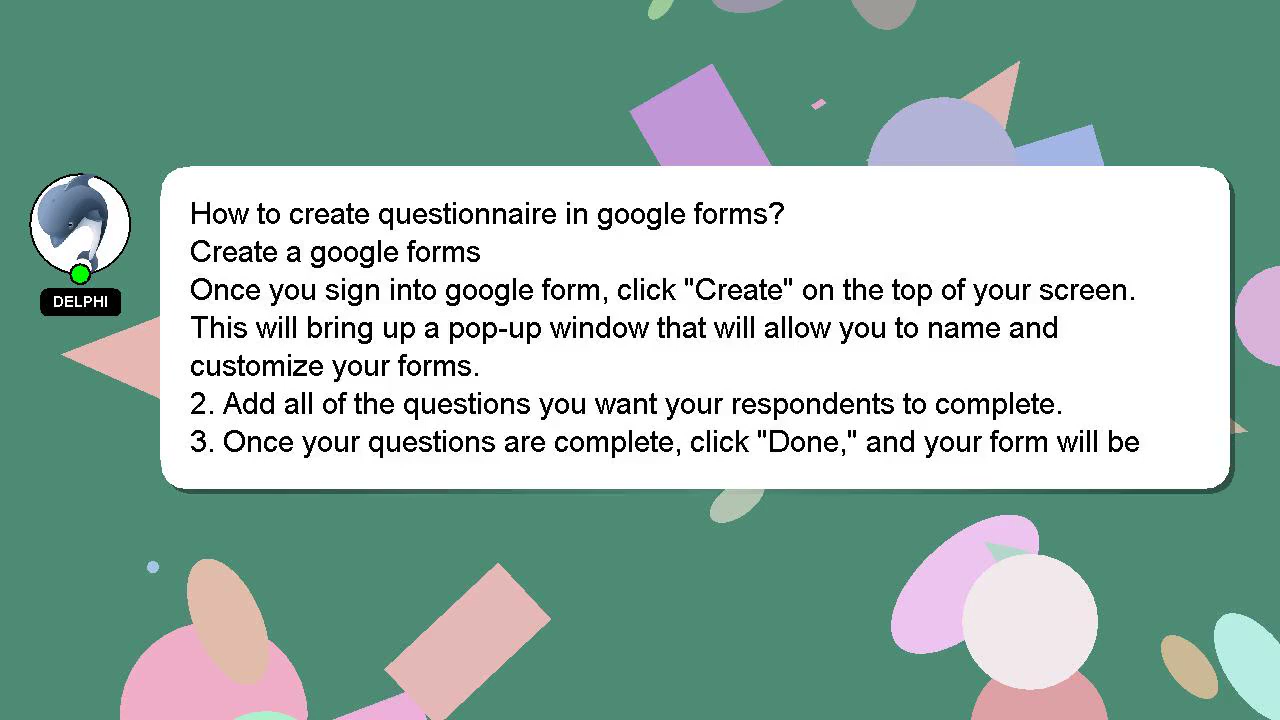 How to create questionnaire in google forms?
Create a google forms
Once you sign into google form, click "Create" on the top of your screen.
This will bring up a pop-up window that will allow you to name and
customize your forms.
2. Add all of the questions you want your respondents to complete.
3. Once your questions are complete, click "Done," and your form will be
DELPHI